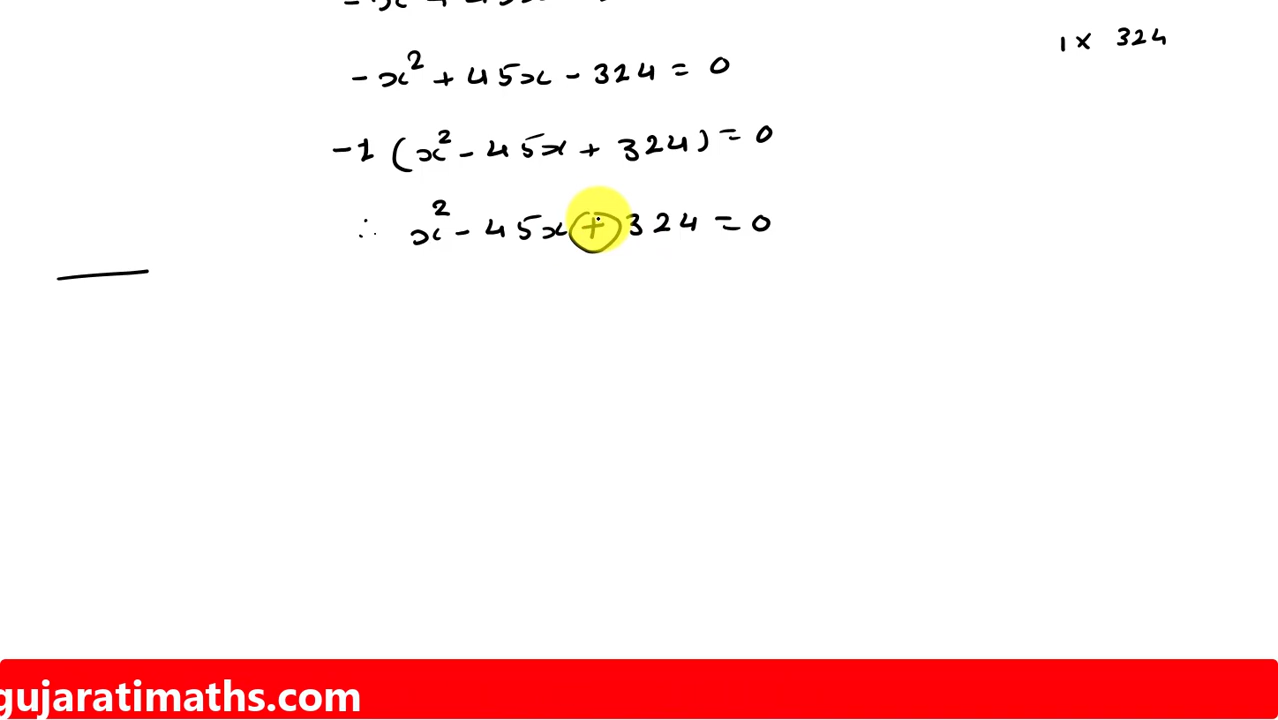 1 × 324
-x² + 45x - 324 = 0
-1 (x² - 45x + 324) = 0
∴ x² - 45x + 324 = 0
gujaratimaths.com